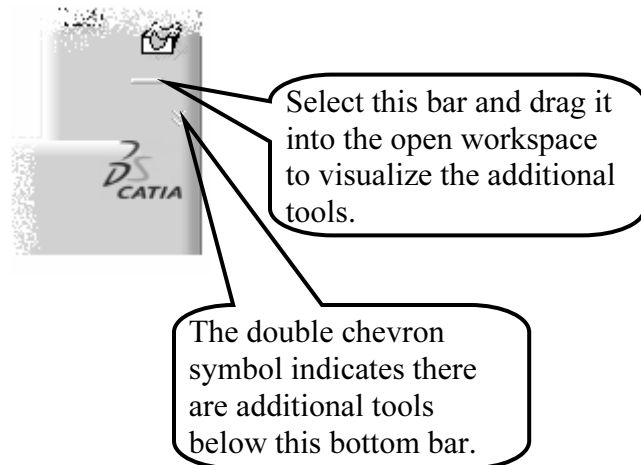 Select this bar and drag it
into the open workspace
to visualize the additional
tools.
CATIA
The double chevron
symbol indicates there
are additional tools
below this bottom bar.